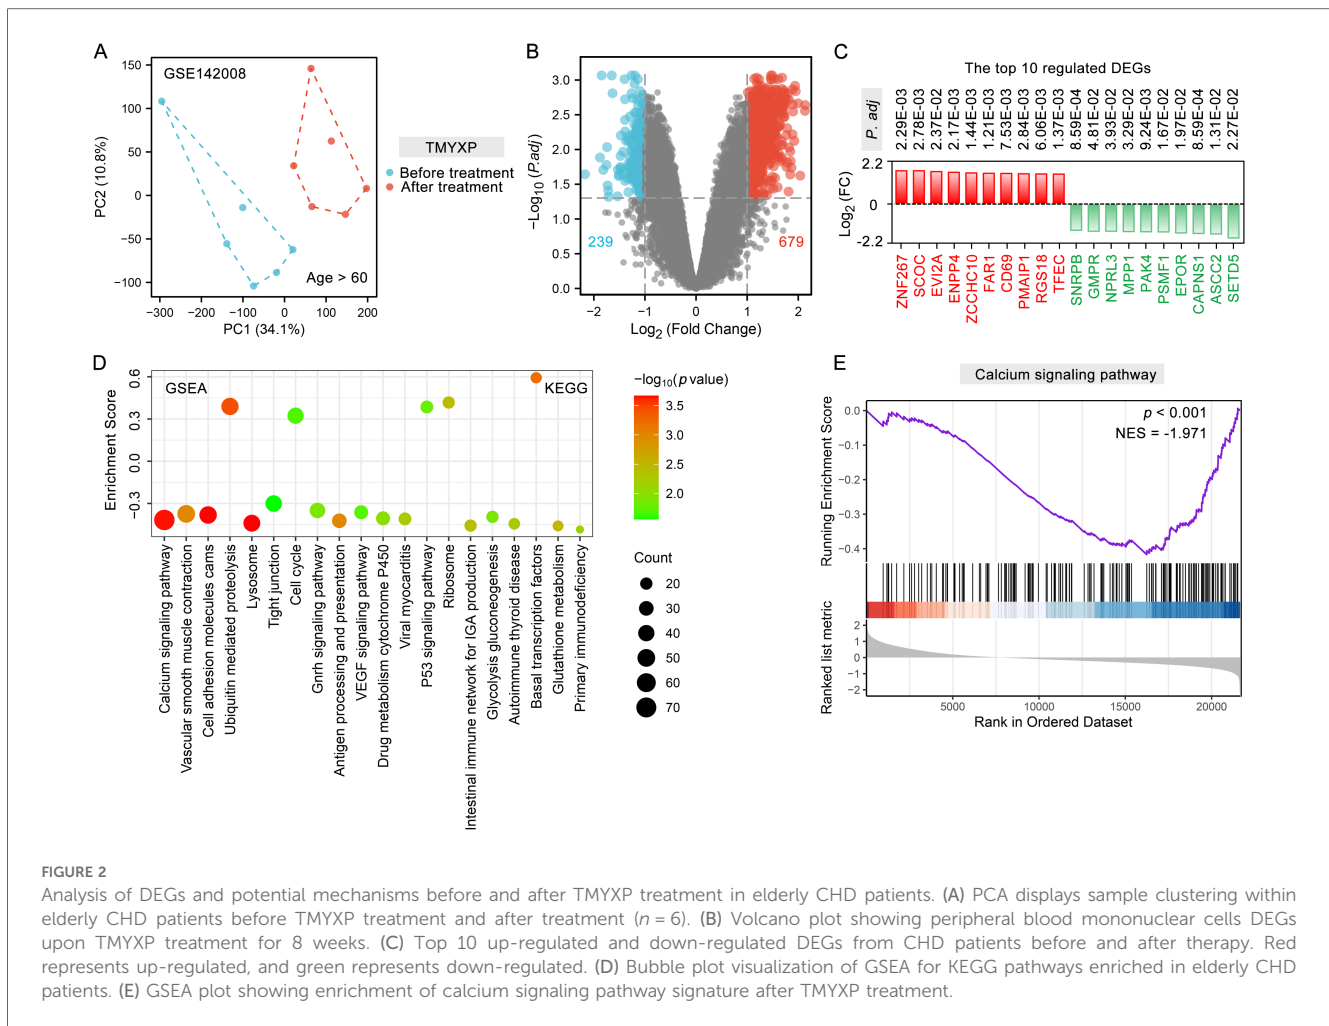 A
GSE142008
PC2 (10.8%)
150
100
50
0
−50
−100
Age > 60
−300 −200 −100 0 100 200
PC1 (34.1%)
TMYXP
Before treatment
After treatment
B
−Log10 (P.adj)
3.0
2.5
2.0
1.5
1.0
0.5
0.0
239
679
−2 −1 0 1 2
Log2 (Fold Change)
C
The top 10 regulated DEGs
P. adj
2.29E-03
2.78E-03
2.37E-02
2.17E-03
1.44E-03
1.21E-03
7.53E-03
2.84E-03
6.06E-03
1.37E-03
8.59E-04
4.81E-02
3.93E-02
3.29E-02
9.24E-03
1.67E-02
1.97E-02
8.59E-04
1.31E-02
2.27E-02
Log2 (FC)
2.2
0
-2.2
ZNF267
SCOC
EVI2A
ENPP4
ZCCHC10
FAR1
CD69
PMAIP1
RGS18
TFEC
SNRPB
GMPR
NPRL3
MPP1
PAK4
PSMF1
EPOR
CAPNS1
ASCC2
SETD5
D
GSEA
KEGG
Enrichment Score
0.6
0.3
0.0
−0.3
Calcium signaling pathway
Vascular smooth muscle contraction
Cell adhesion molecules cams
Ubiquitin mediated proteolysis
Lysosome
Tight junction
Cell cycle
Gnrh signaling pathway
Antigen processing and presentation
VEGF signaling pathway
Drug metabolism cytochrome P450
Viral myocarditis
P53 signaling pathway
Ribosome
Intestinal immune network for IGA production
Glycolysis gluconeogenesis
Autoimmune thyroid disease
Basal transcription factors
Glutathione metabolism
Primary immunodeficiency
−log10(p value)
3.5
3.0
2.5
2.0
Count
20
30
40
50
60
70
E
Calcium signaling pathway
p < 0.001
NES = -1.971
Running Enrichment Score
0.0
−0.1
−0.2
−0.3
−0.4
Ranked list metric
2
1
0
−1
−2
5000 10000 15000 20000
Rank in Ordered Dataset
FIGURE 2
Analysis of DEGs and potential mechanisms before and after TMYXP treatment in elderly CHD patients. (A) PCA displays sample clustering within
elderly CHD patients before TMYXP treatment and after treatment (n = 6). (B) Volcano plot showing peripheral blood mononuclear cells DEGs
upon TMYXP treatment for 8 weeks. (C) Top 10 up-regulated and down-regulated DEGs from CHD patients before and after therapy. Red
represents up-regulated, and green represents down-regulated. (D) Bubble plot visualization of GSEA for KEGG pathways enriched in elderly CHD
patients. (E) GSEA plot showing enrichment of calcium signaling pathway signature after TMYXP treatment.